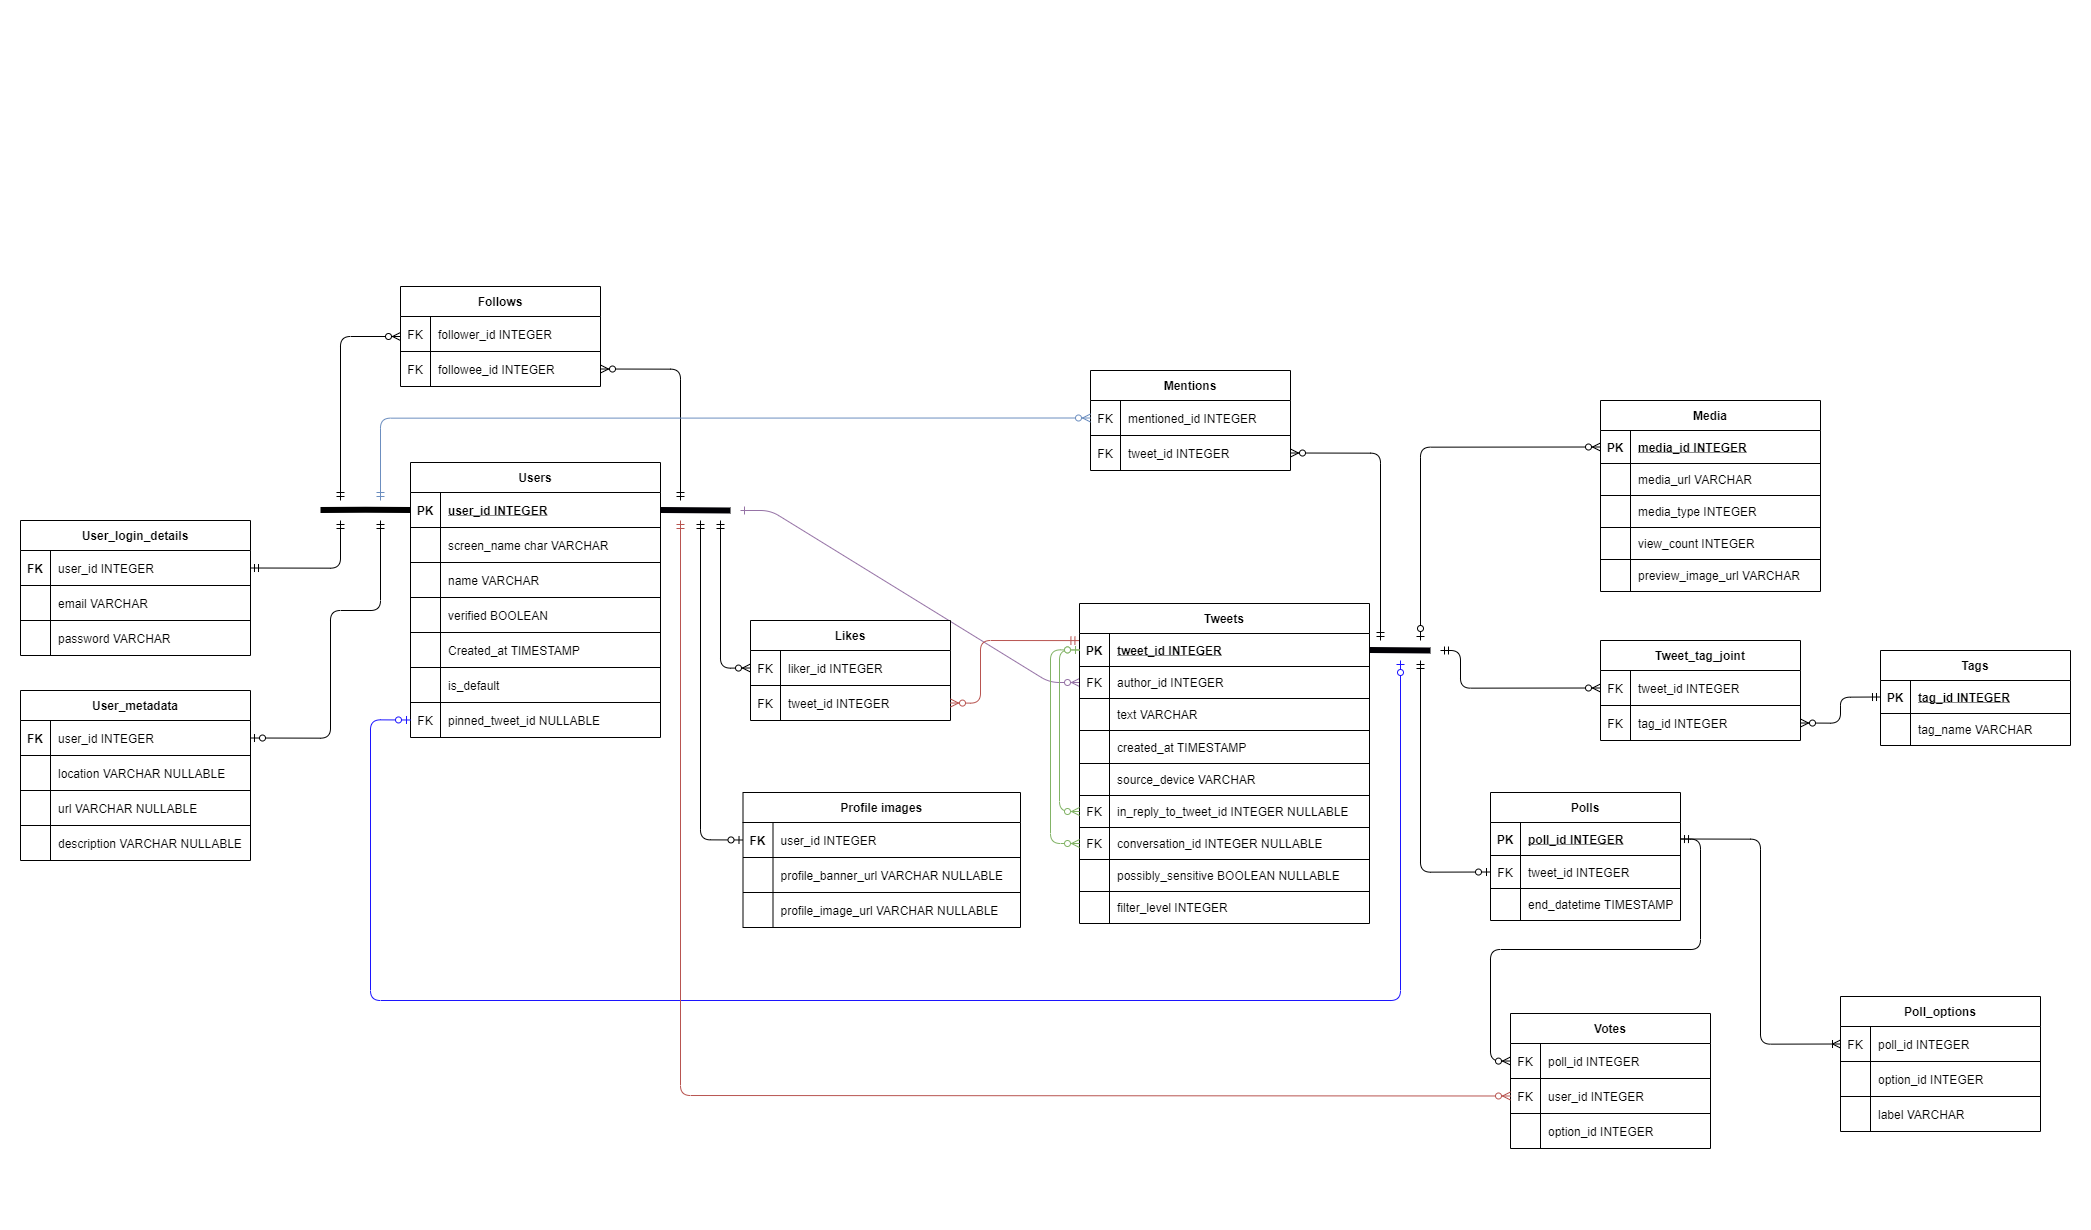 Follows
FK follower_id INTEGER
FK followee_id INTEGER
Mentions
FK mentioned_id INTEGER
FK tweet_id INTEGER
Media
PK media_id INTEGER
media_url VARCHAR
media_type INTEGER
view_count INTEGER
preview_image_url VARCHAR
Users
PK user_id INTEGER
screen_name char VARCHAR
name VARCHAR
verified BOOLEAN
Created_at TIMESTAMP
is_default
FK pinned_tweet_id NULLABLE
User_login_details
FK user_id INTEGER
email VARCHAR
password VARCHAR
User_metadata
FK user_id INTEGER
location VARCHAR NULLABLE
url VARCHAR NULLABLE
description VARCHAR NULLABLE
Likes
FK liker_id INTEGER
FK tweet_id INTEGER
Profile images
FK user_id INTEGER
profile_banner_url VARCHAR NULLABLE
profile_image_url VARCHAR NULLABLE
Tweets
PK tweet_id INTEGER
FK author_id INTEGER
text VARCHAR
created_at TIMESTAMP
source_device VARCHAR
FK in_reply_to_tweet_id INTEGER NULLABLE
FK conversation_id INTEGER NULLABLE
possibly_sensitive BOOLEAN NULLABLE
filter_level INTEGER
Tweet_tag_joint
FK tweet_id INTEGER
FK tag_id INTEGER
Tags
PK tag_id INTEGER
tag_name VARCHAR
Polls
PK poll_id INTEGER
FK tweet_id INTEGER
end_datetime TIMESTAMP
Votes
FK poll_id INTEGER
FK user_id INTEGER
option_id INTEGER
Poll_options
FK poll_id INTEGER
option_id INTEGER
label VARCHAR